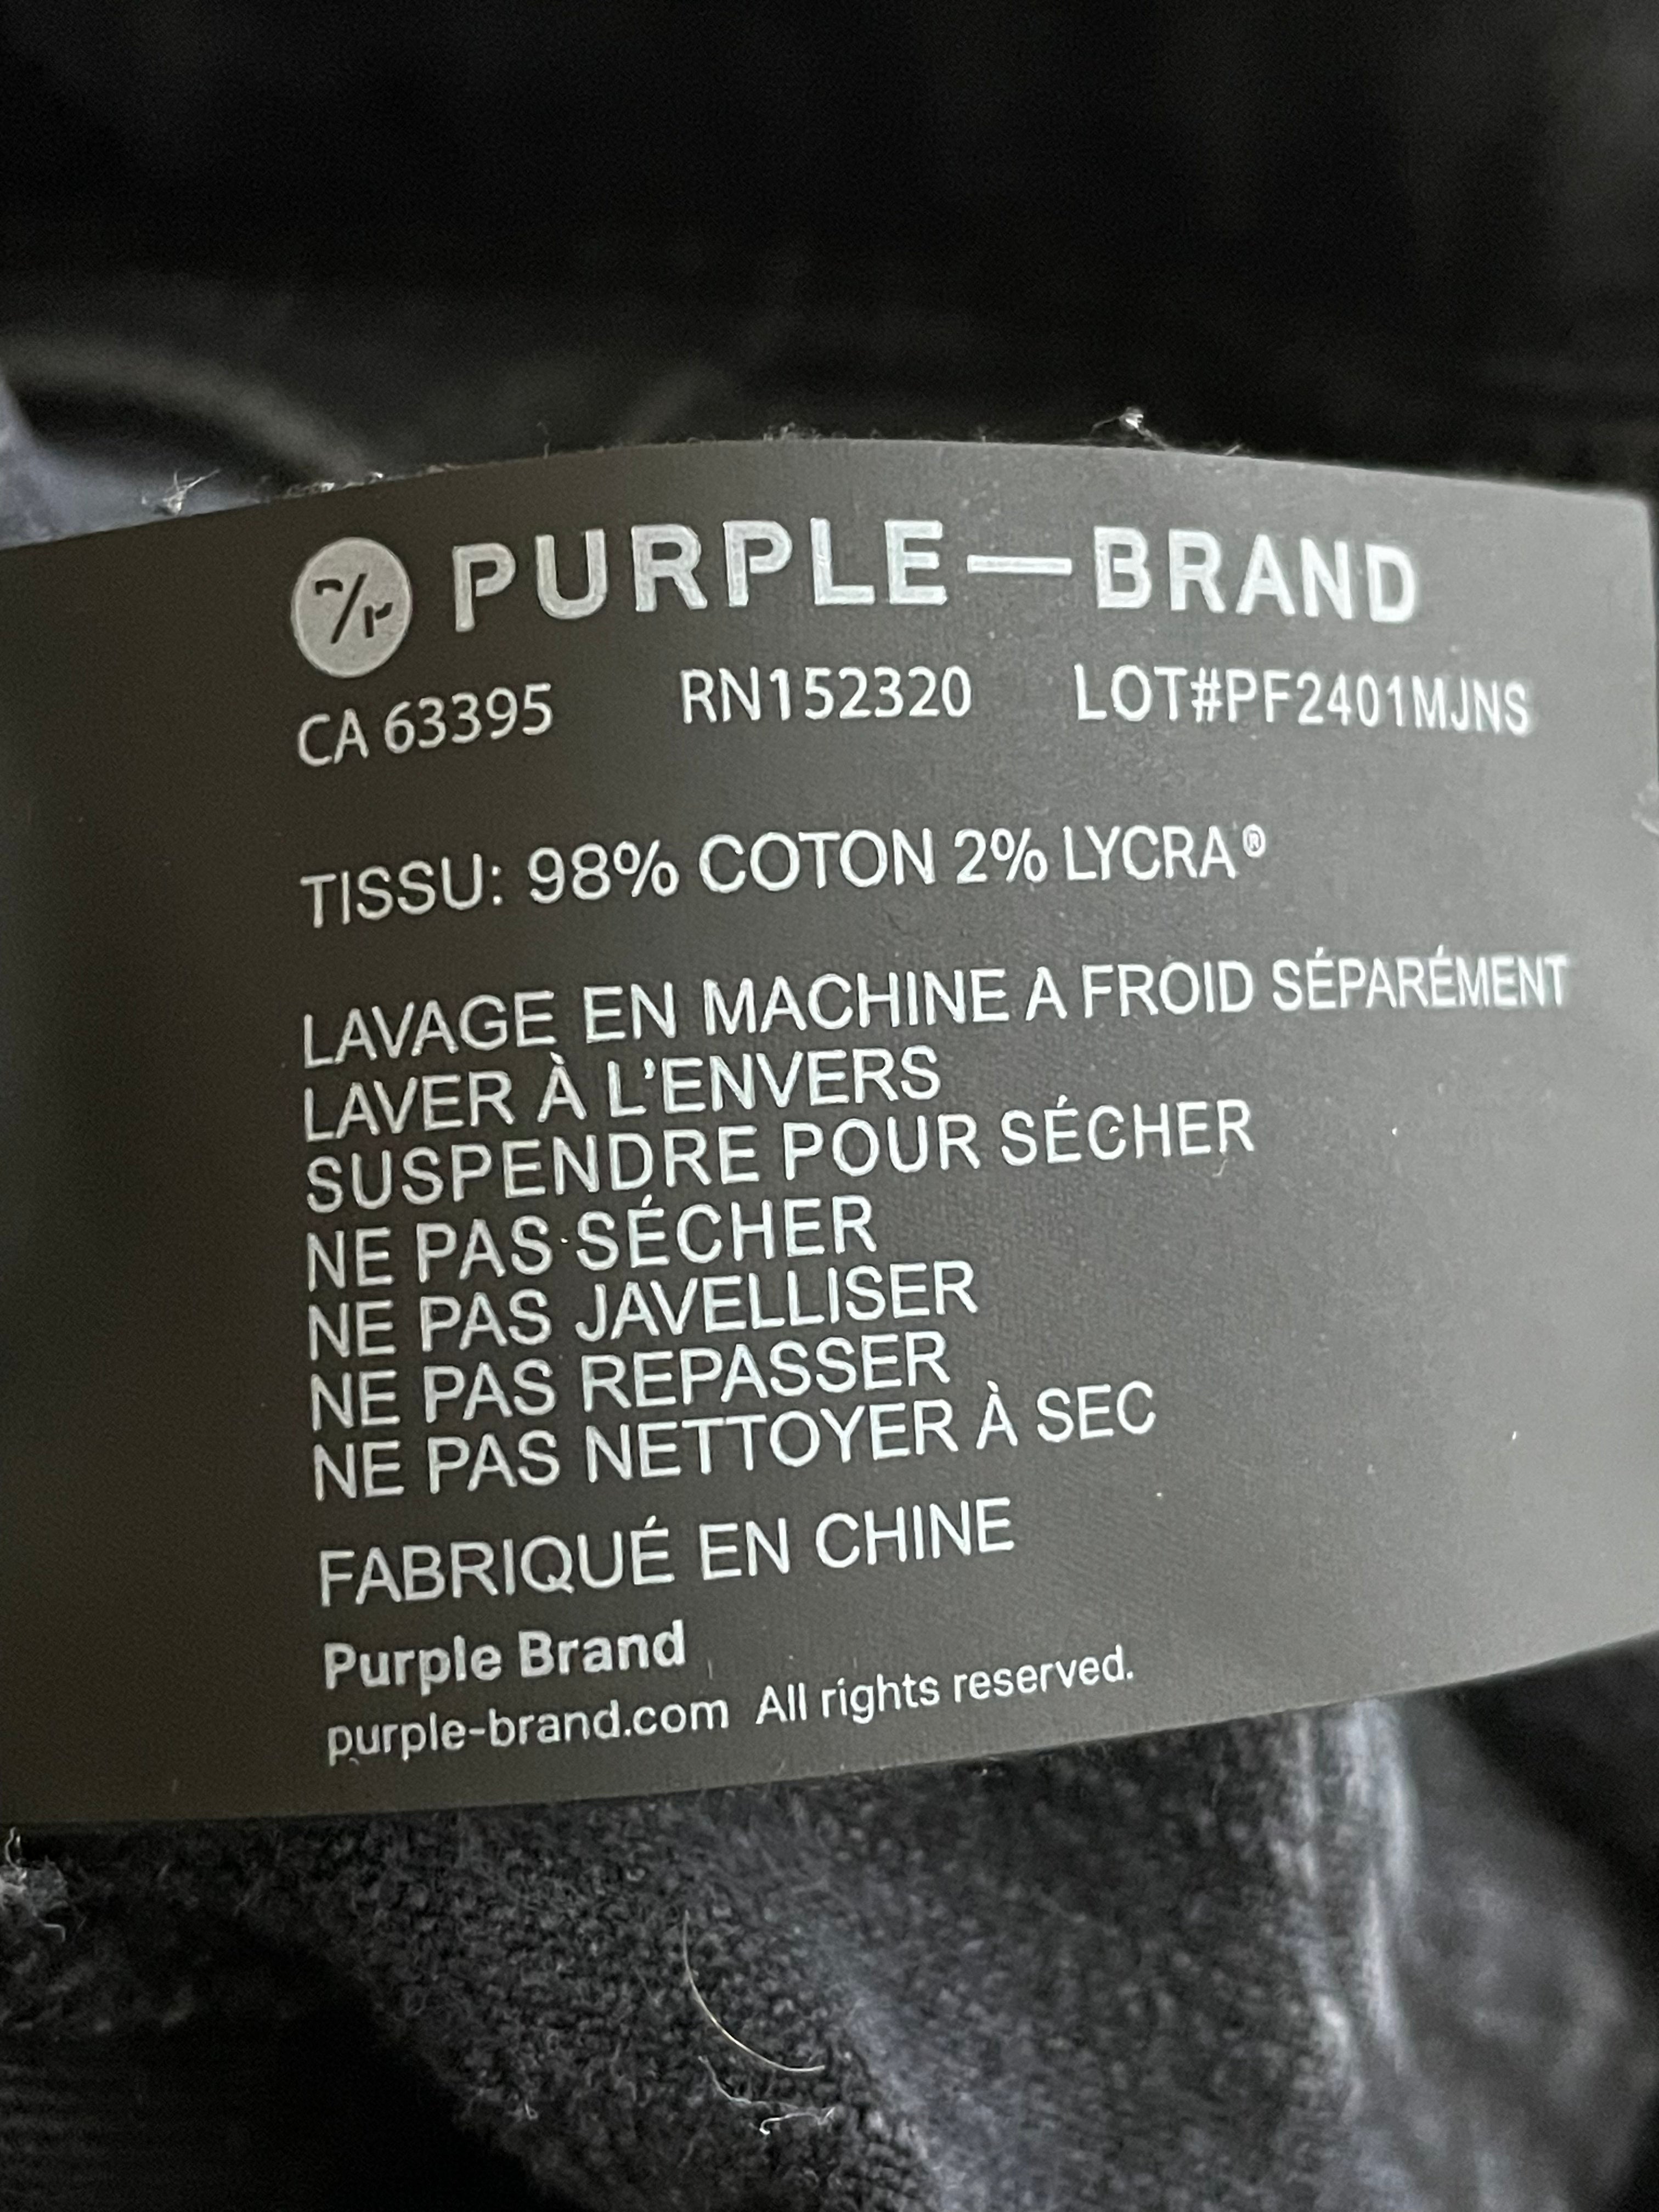 PURPLE—BRAND
CA 63395 RN152320 LOT#PF2401MJNS
TISSU: 98% COTON 2% LYCRA®
LAVAGE EN MACHINE A FROID SÉPARÉMENT
LAVER À L'ENVERS
SUSPENDRE POUR SÉCHER
NE PAS SÉCHER
NE PAS JAVELLISER
NE PAS REPASSER
NE PAS NETTOYER À SEC
FABRIQUÉ EN CHINE
Purple Brand
purple-brand.com All rights reserved.